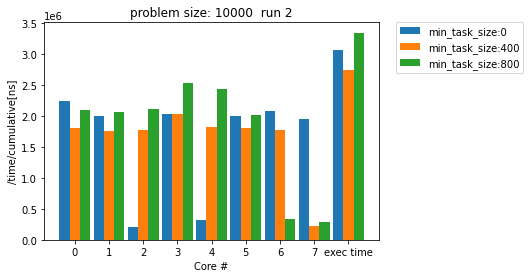 problem size: 10000  run 2
1e6
3.5
3.0
2.5
2.0
1.5
1.0
0.5
0.0
/time/cumulative[ns]
0 1 2 3 4 5 6 7 exec time
Core #
min_task_size:0
min_task_size:400
min_task_size:800